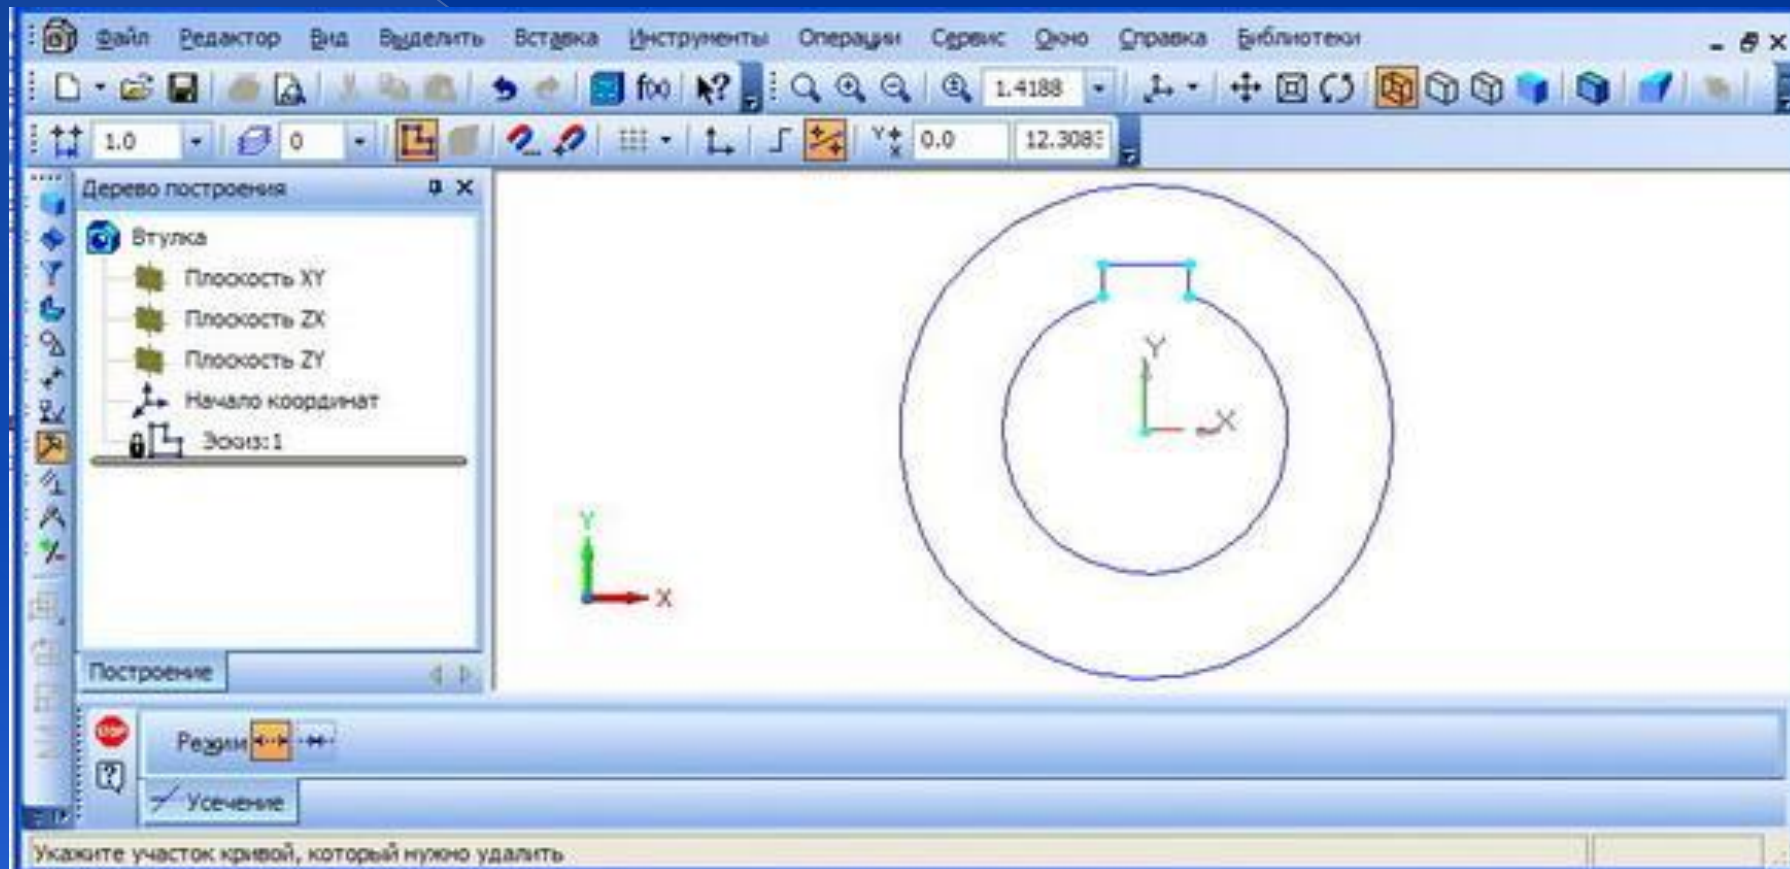 Файл Редактор Вид Выделить Вставка Инструменты Операции Сервис Окно Справка Библиотеки
f(x) ? 1.4188
1.0 0 Y X 0.0 12.308
Дерево построения
Втулка
Плоскость XY
Плоскость ZX
Плоскость ZY
Начало координат
Эскиз:1
Y
X
Y
X
Построение
STOP Режим
?
Усечение
Укажите участок кривой, который нужно удалить